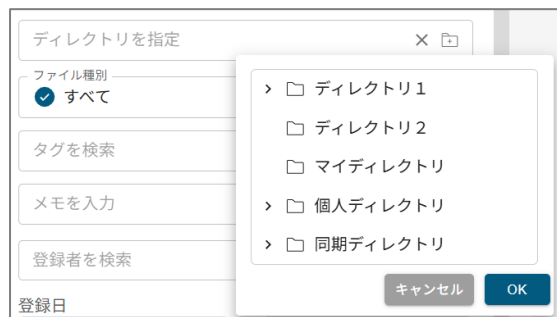 ディレクトリを指定
ファイル種別
すべて
タグを検索
メモを入力
登録者を検索
登録日
ディレクトリ１
ディレクトリ２
マイディレクトリ
個人ディレクトリ
同期ディレクトリ
キャンセル
OK